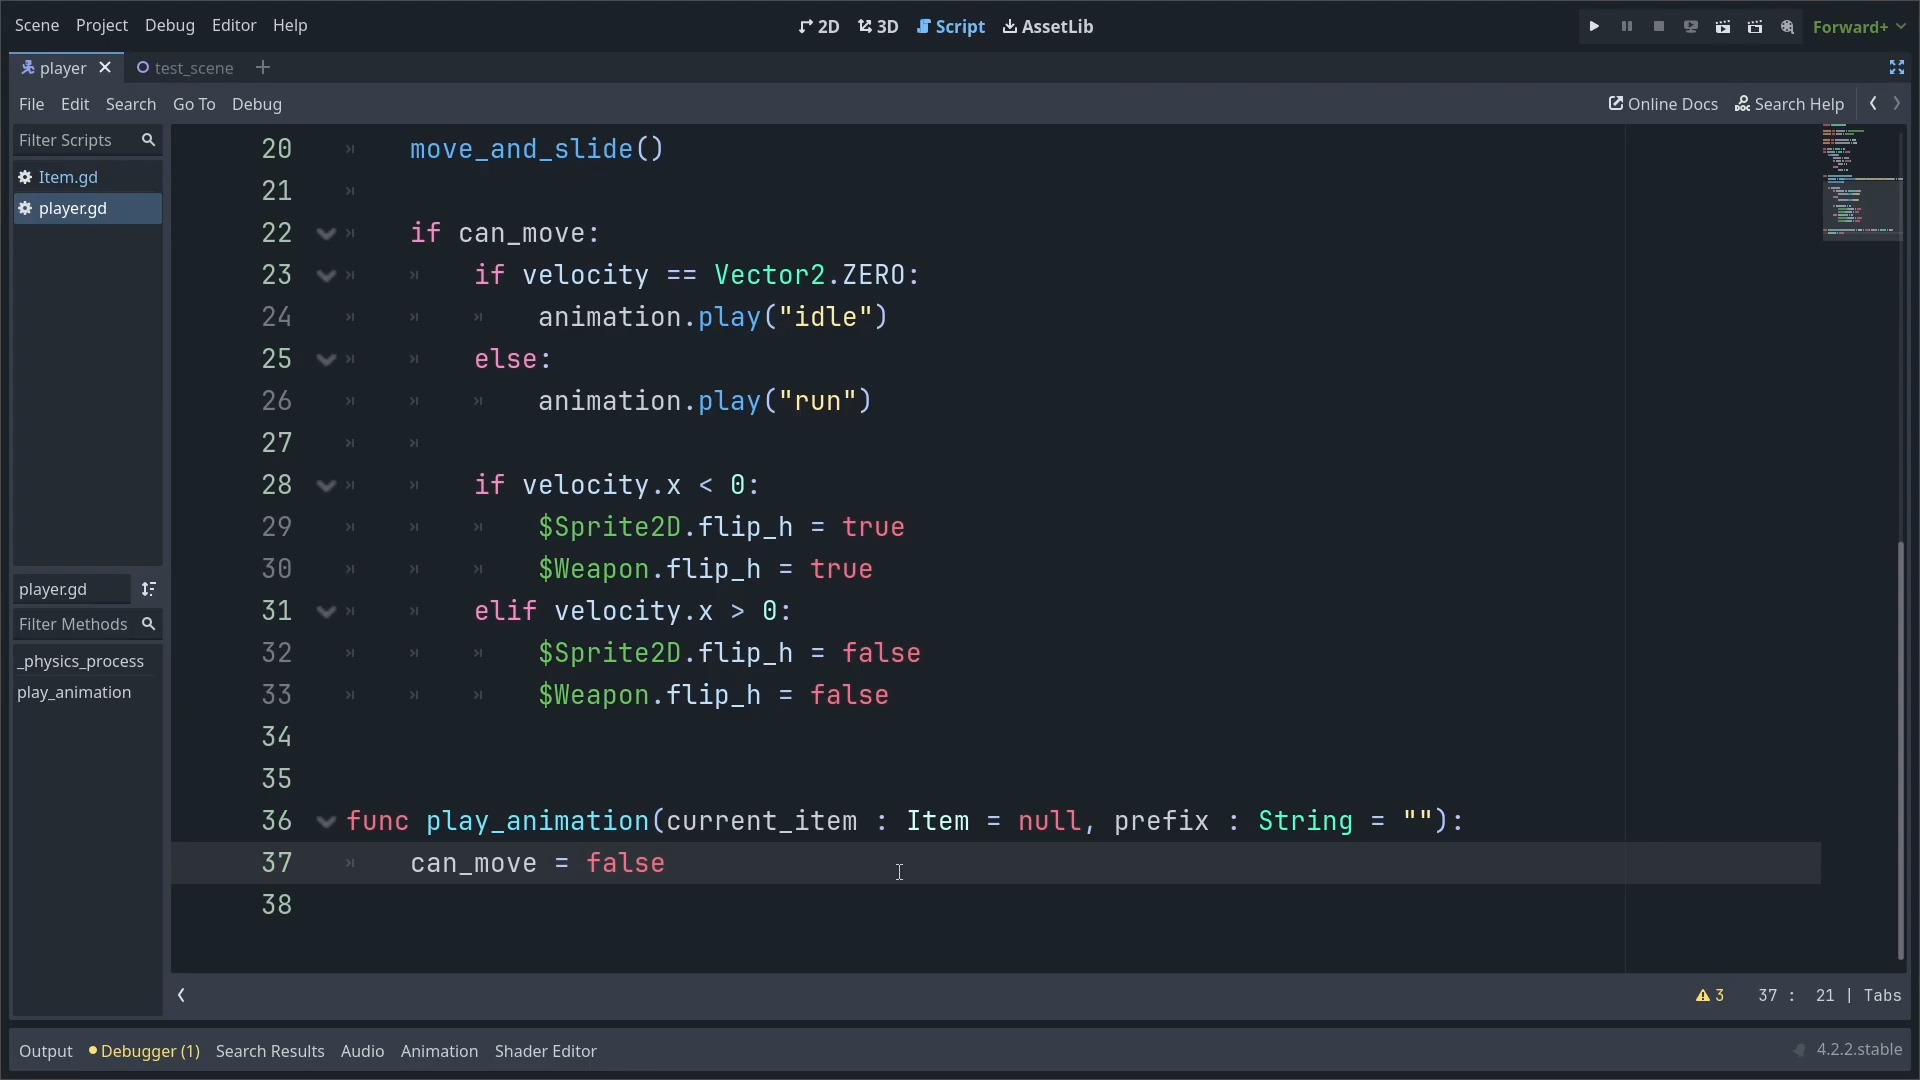 Scene Project Debug Editor Help
2D 3D Script AssetLib
Forward+
player test_scene
File Edit Search Go To Debug
Online Docs Search Help
Filter Scripts
Item.gd
player.gd
player.gd
Filter Methods
_physics_process
play_animation
20 move_and_slide()
21
22 if can_move:
23 if velocity == Vector2.ZERO:
24 animation.play("idle")
25 else:
26 animation.play("run")
27
28 if velocity.x < 0:
29 $Sprite2D.flip_h = true
30 $Weapon.flip_h = true
31 elif velocity.x > 0:
32 $Sprite2D.flip_h = false
33 $Weapon.flip_h = false
34
35
36 func play_animation(current_item : Item = null, prefix : String = ""):
37 can_move = false
38
3 37 : 21 | Tabs
Output Debugger (1) Search Results Audio Animation Shader Editor
4.2.2.stable